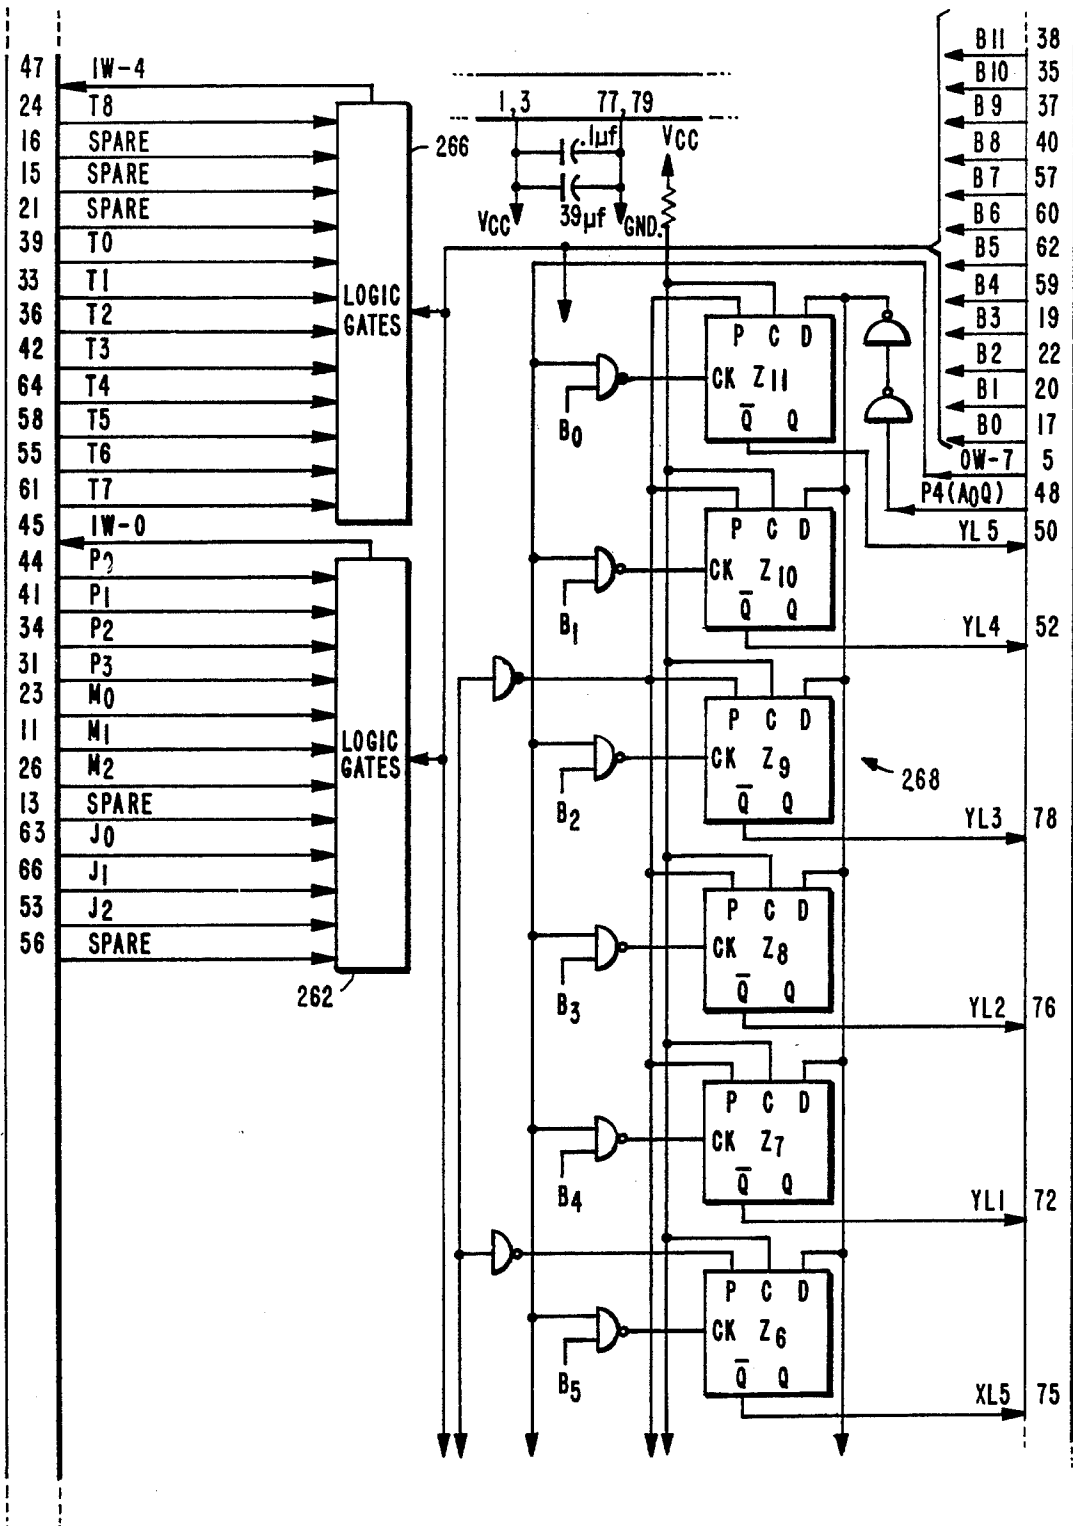 47 IW-4
24 T8
16 SPARE
15 SPARE
21 SPARE
39 T0
33 T1
36 T2
42 T3
64 T4
58 T5
55 T6
61 T7
45 IW-0
44 P
41 P1
34 P2
31 P3
23 M0
11 M1
26 M2
13 SPARE
63 J0
66 J1
53 J2
56 SPARE
LOGIC
GATES
266
LOGIC
GATES
262
1,3 77,79
.1µf
39µf
VCC
GND.
VCC
B11 38
B10 35
B9 37
B8 40
B7 57
B6 60
B5 62
B4 59
B3 19
B2 22
B1 20
B0 17
OW-7 5
P4(A0Q) 48
YL5 50
P C D
CK Z11
Q̅ Q
B0
P C D
CK Z10
Q̅ Q
B1
YL4 52
P C D
CK Z9
Q̅ Q
B2
268
YL3 78
P C D
CK Z8
Q̅ Q
B3
YL2 76
P C D
CK Z7
Q̅ Q
B4
YL1 72
P C D
CK Z6
Q̅ Q
B5
XL5 75